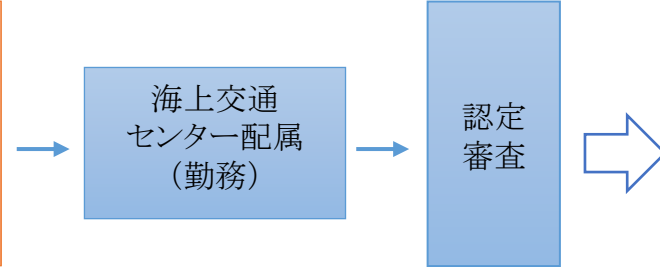 海上交通
センター配属
（勤務）
認定
審査